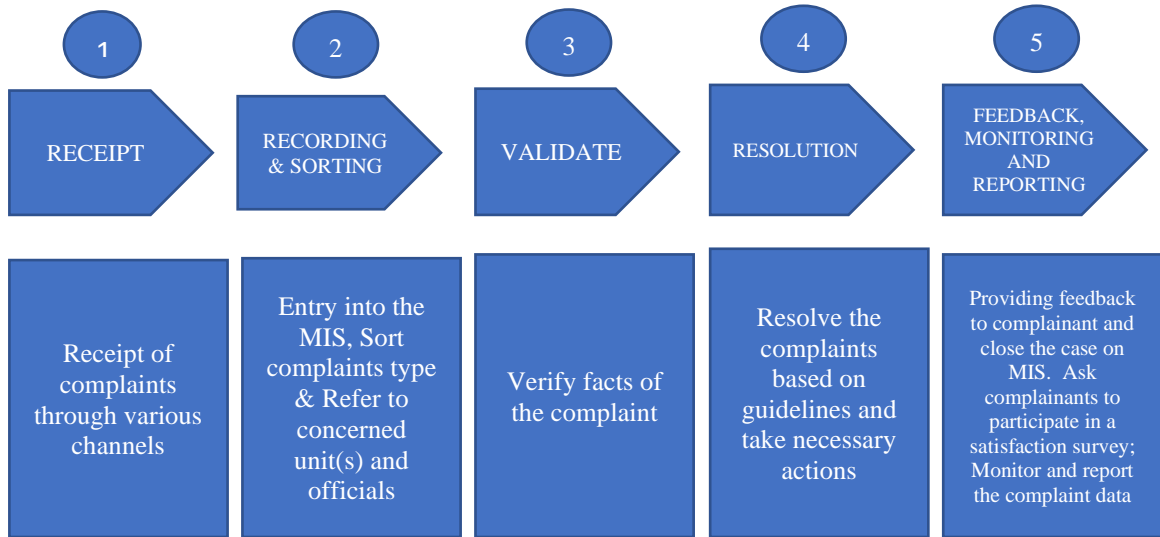 1
2
3
4
5
RECEIPT
RECORDING
& SORTING
VALIDATE
RESOLUTION
FEEDBACK,
MONITORING
AND
REPORTING
Receipt of
complaints
through various
channels
Entry into the
MIS, Sort
complaints type
& Refer to
concerned
unit(s) and
officials
Verify facts of
the complaint
Resolve the
complaints
based on
guidelines and
take necessary
actions
Providing feedback
to complainant and
close the case on
MIS.  Ask
complainants to
participate in a
satisfaction survey;
Monitor and report
the complaint data